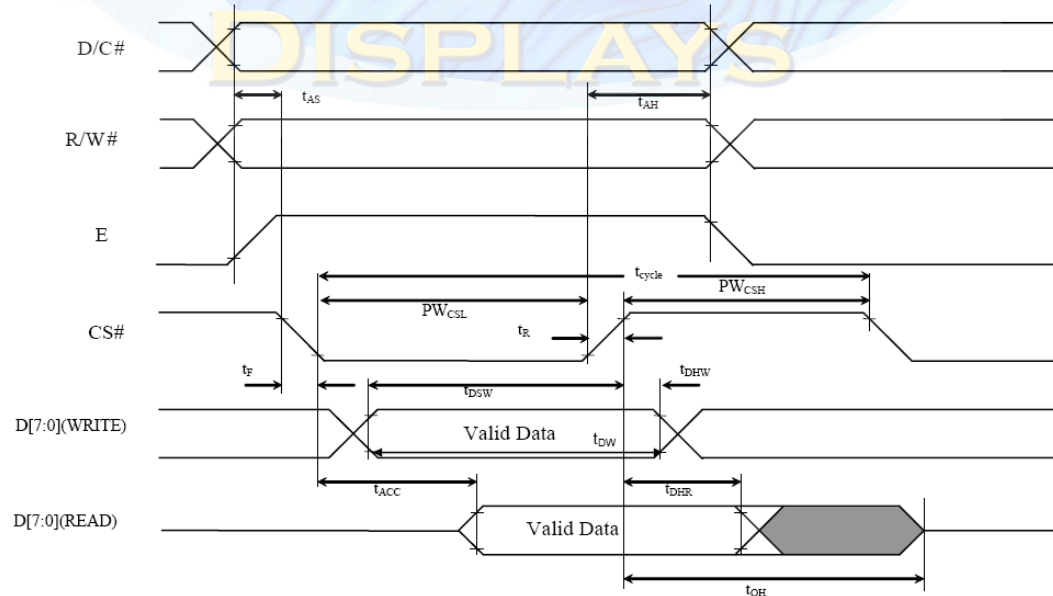 DISPLAYS
D/C#
tAS
tAH
R/W#
E
tcycle
PWCSL
PWCSH
CS#
tR
tF
tDSW
tDHW
D[7:0](WRITE)
Valid Data
tDW
tACC
tDHR
D[7:0](READ)
Valid Data
tOH